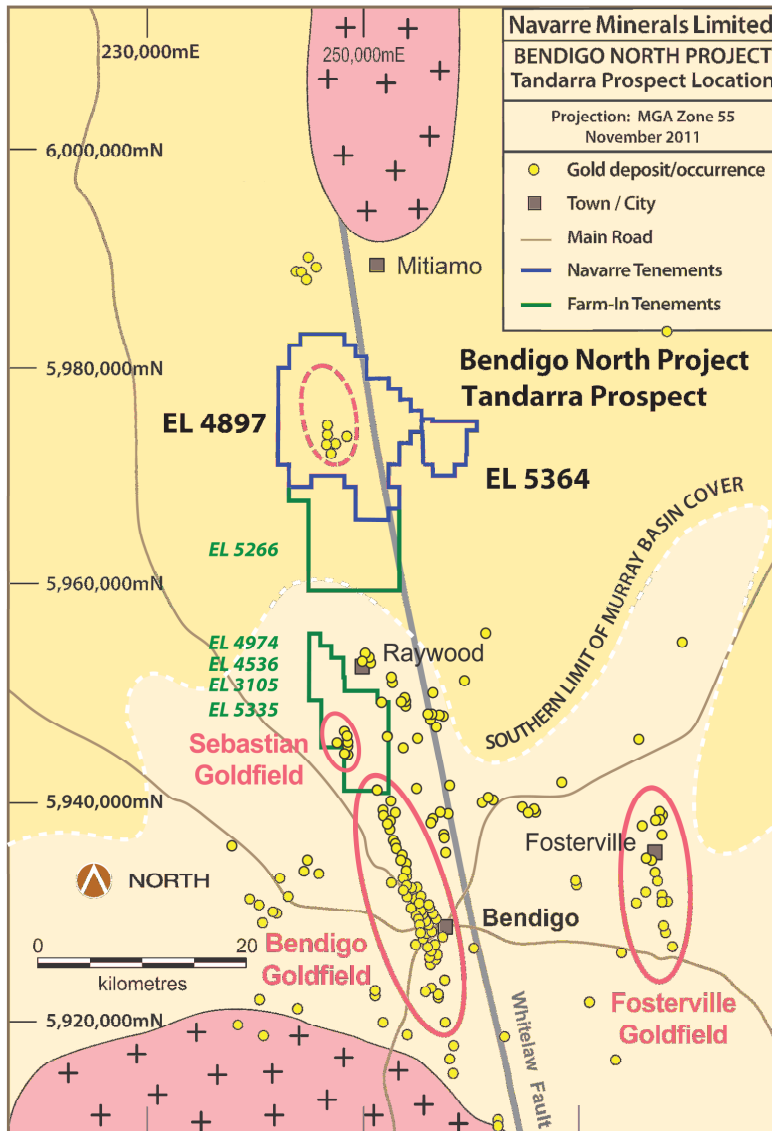 Navarre Minerals Limited
BENDIGO NORTH PROJECT
Tandarra Prospect Location
Projection: MGA Zone 55
November 2011
Gold deposit/occurrence
Town / City
Main Road
Navarre Tenements
Farm-In Tenements
230,000mE
250,000mE
6,000,000mN
Mitiamo
5,980,000mN
Bendigo North Project
Tandarra Prospect
EL 4897
EL 5364
SOUTHERN LIMIT OF MURRAY BASIN COVER
EL 5266
5,960,000mN
EL 4974
EL 4536
EL 3105
EL 5335
Raywood
Sebastian
Goldfield
5,940,000mN
Fosterville
NORTH
Bendigo
0 20
kilometres
Bendigo
Goldfield
Fosterville
Goldfield
5,920,000mN
Whitelaw Fault